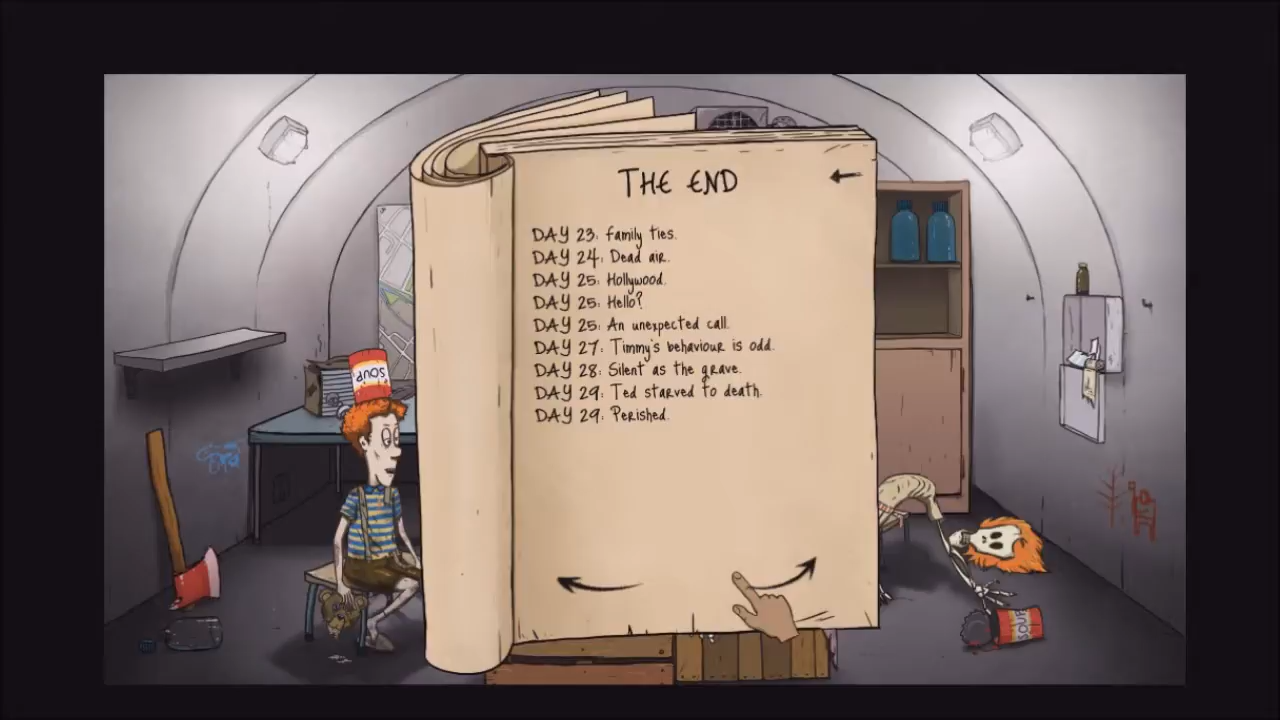 THE END
DAY 23: Family ties.
DAY 24: Dead air.
DAY 25: Hollywood.
DAY 25: Hello?
DAY 25: An unexpected call.
DAY 27: Timmy's behaviour is odd.
DAY 28: Silent as the grave.
DAY 29: Ted starved to death.
DAY 29: Perished.
SOUP
SOUP